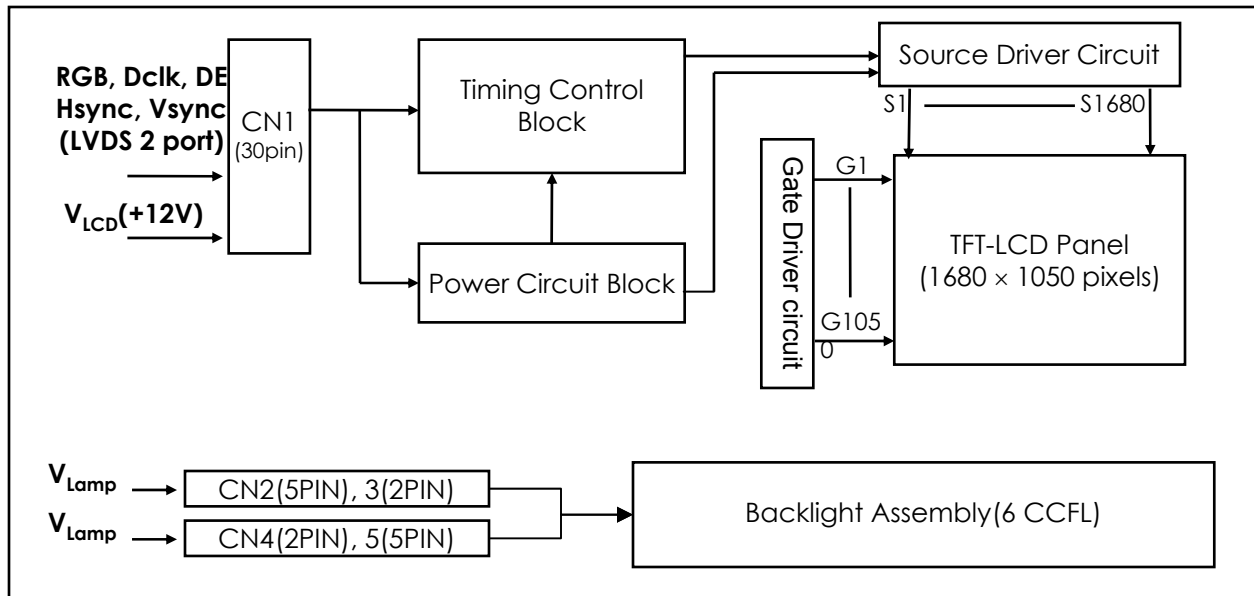 RGB, Dclk, DE
Hsync, Vsync
(LVDS 2 port)
VLCD(+12V)
CN1
(30pin)
Timing Control
Block
Power Circuit Block
Source Driver Circuit
S1
S1680
Gate Driver circuit
G1
G105
0
TFT-LCD Panel
(1680 × 1050 pixels)
VLamp
CN2(5PIN), 3(2PIN)
VLamp
CN4(2PIN), 5(5PIN)
Backlight Assembly(6 CCFL)